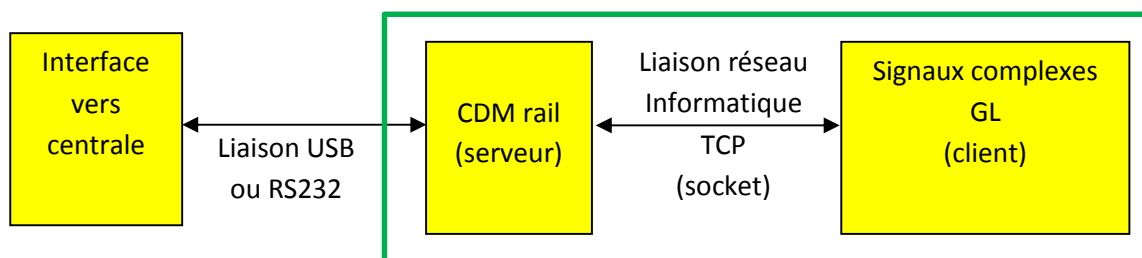 Interface
vers
centrale
Liaison USB
ou RS232
CDM rail
(serveur)
Liaison réseau
Informatique
TCP
(socket)
Signaux complexes
GL
(client)